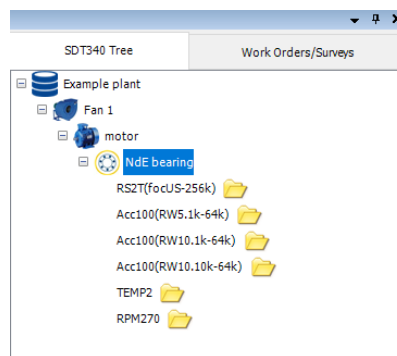 SDT340 Tree
Work Orders/Surveys
Example plant
Fan 1
motor
NdE bearing
RS2T(focUS-256k)
Acc100(RW5.1k-64k)
Acc100(RW10.1k-64k)
Acc100(RW10.10k-64k)
TEMP2
RPM270